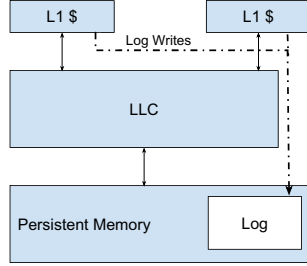 L1 $
L1 $
Log Writes
LLC
Persistent Memory
Log